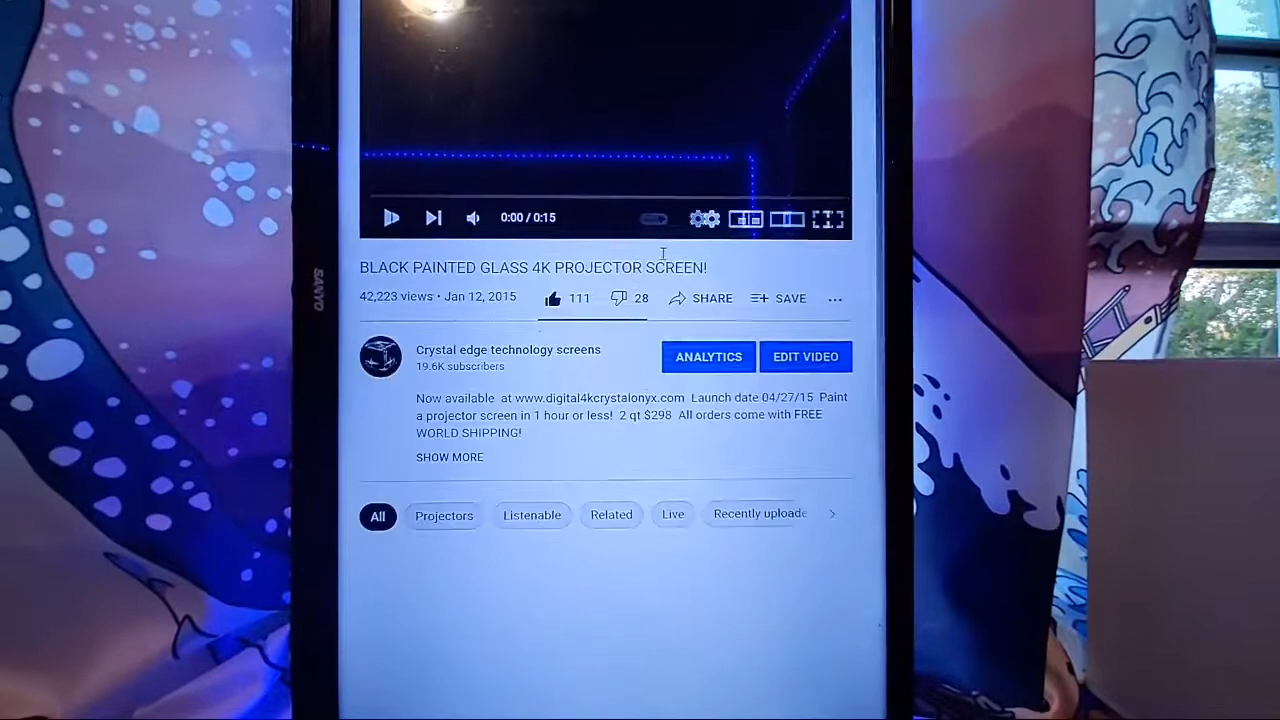 0:00 / 0:15
BLACK PAINTED GLASS 4K PROJECTOR SCREEN!
42,223 views • Jan 12, 2015
111
28
SHARE
SAVE
Crystal edge technology screens
19.6K subscribers
ANALYTICS
EDIT VIDEO
Now available at www.digital4kcrystalonyx.com Launch date 04/27/15 Paint
a projector screen in 1 hour or less! 2 qt $298 All orders come with FREE
WORLD SHIPPING!
SHOW MORE
All
Projectors
Listenable
Related
Live
Recently uploade
SANYO